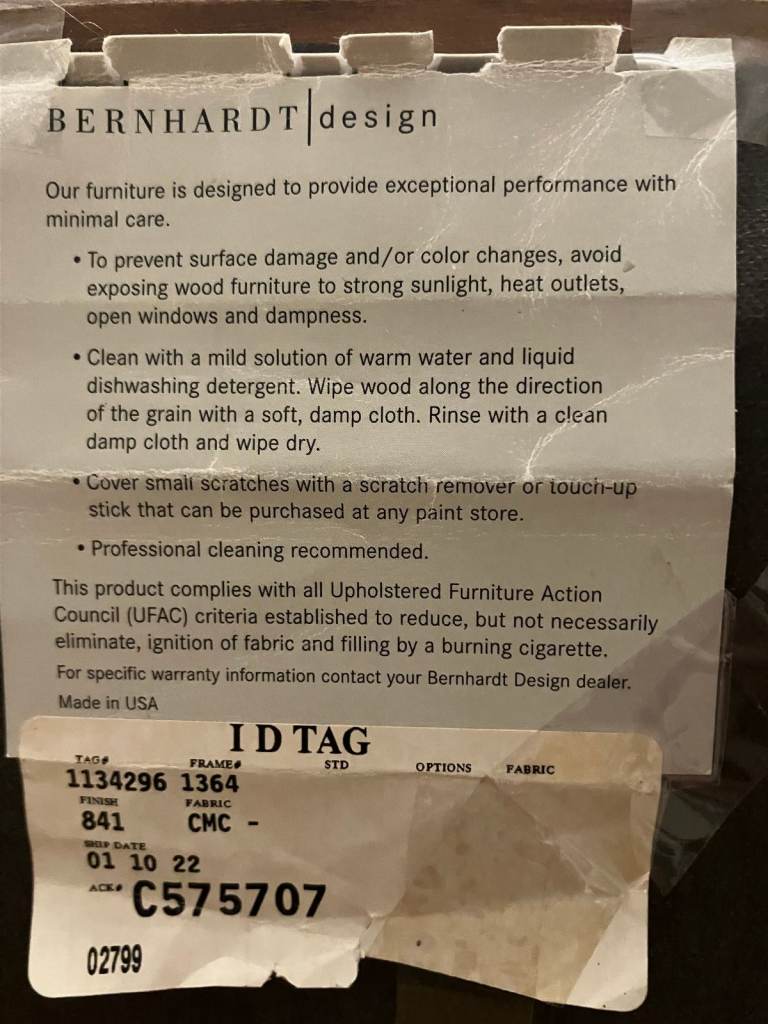 BERNHARDT|design
Our furniture is designed to provide exceptional performance with
minimal care.
• To prevent surface damage and/or color changes, avoid
exposing wood furniture to strong sunlight, heat outlets,
open windows and dampness.
• Clean with a mild solution of warm water and liquid
dishwashing detergent. Wipe wood along the direction
of the grain with a soft, damp cloth. Rinse with a clean
damp cloth and wipe dry.
• Cover small scratches with a scratch remover or touch-up
stick that can be purchased at any paint store.
• Professional cleaning recommended.
This product complies with all Upholstered Furniture Action
Council (UFAC) criteria established to reduce, but not necessarily
eliminate, ignition of fabric and filling by a burning cigarette.
For specific warranty information contact your Bernhardt Design dealer.
Made in USA
I D TAG
TAG# FRAME# STD OPTIONS FABRIC
1134296 1364
FINISH FABRIC
841 CMC -
SHIP DATE
01 10 22
ACK# C575707
02799